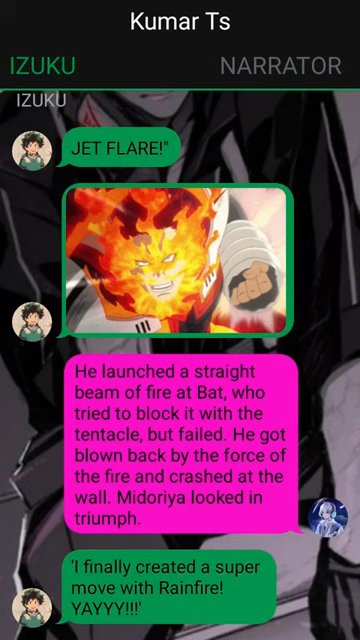 Kumar Ts
IZUKU NARRATOR
IZUKU
JET FLARE!"
He launched a straight
beam of fire at Bat, who
tried to block it with the
tentacle, but failed. He got
blown back by the force of
the fire and crashed at the
wall. Midoriya looked in
triumph.
'I finally created a super
move with Rainfire!
YAYYY!!!'